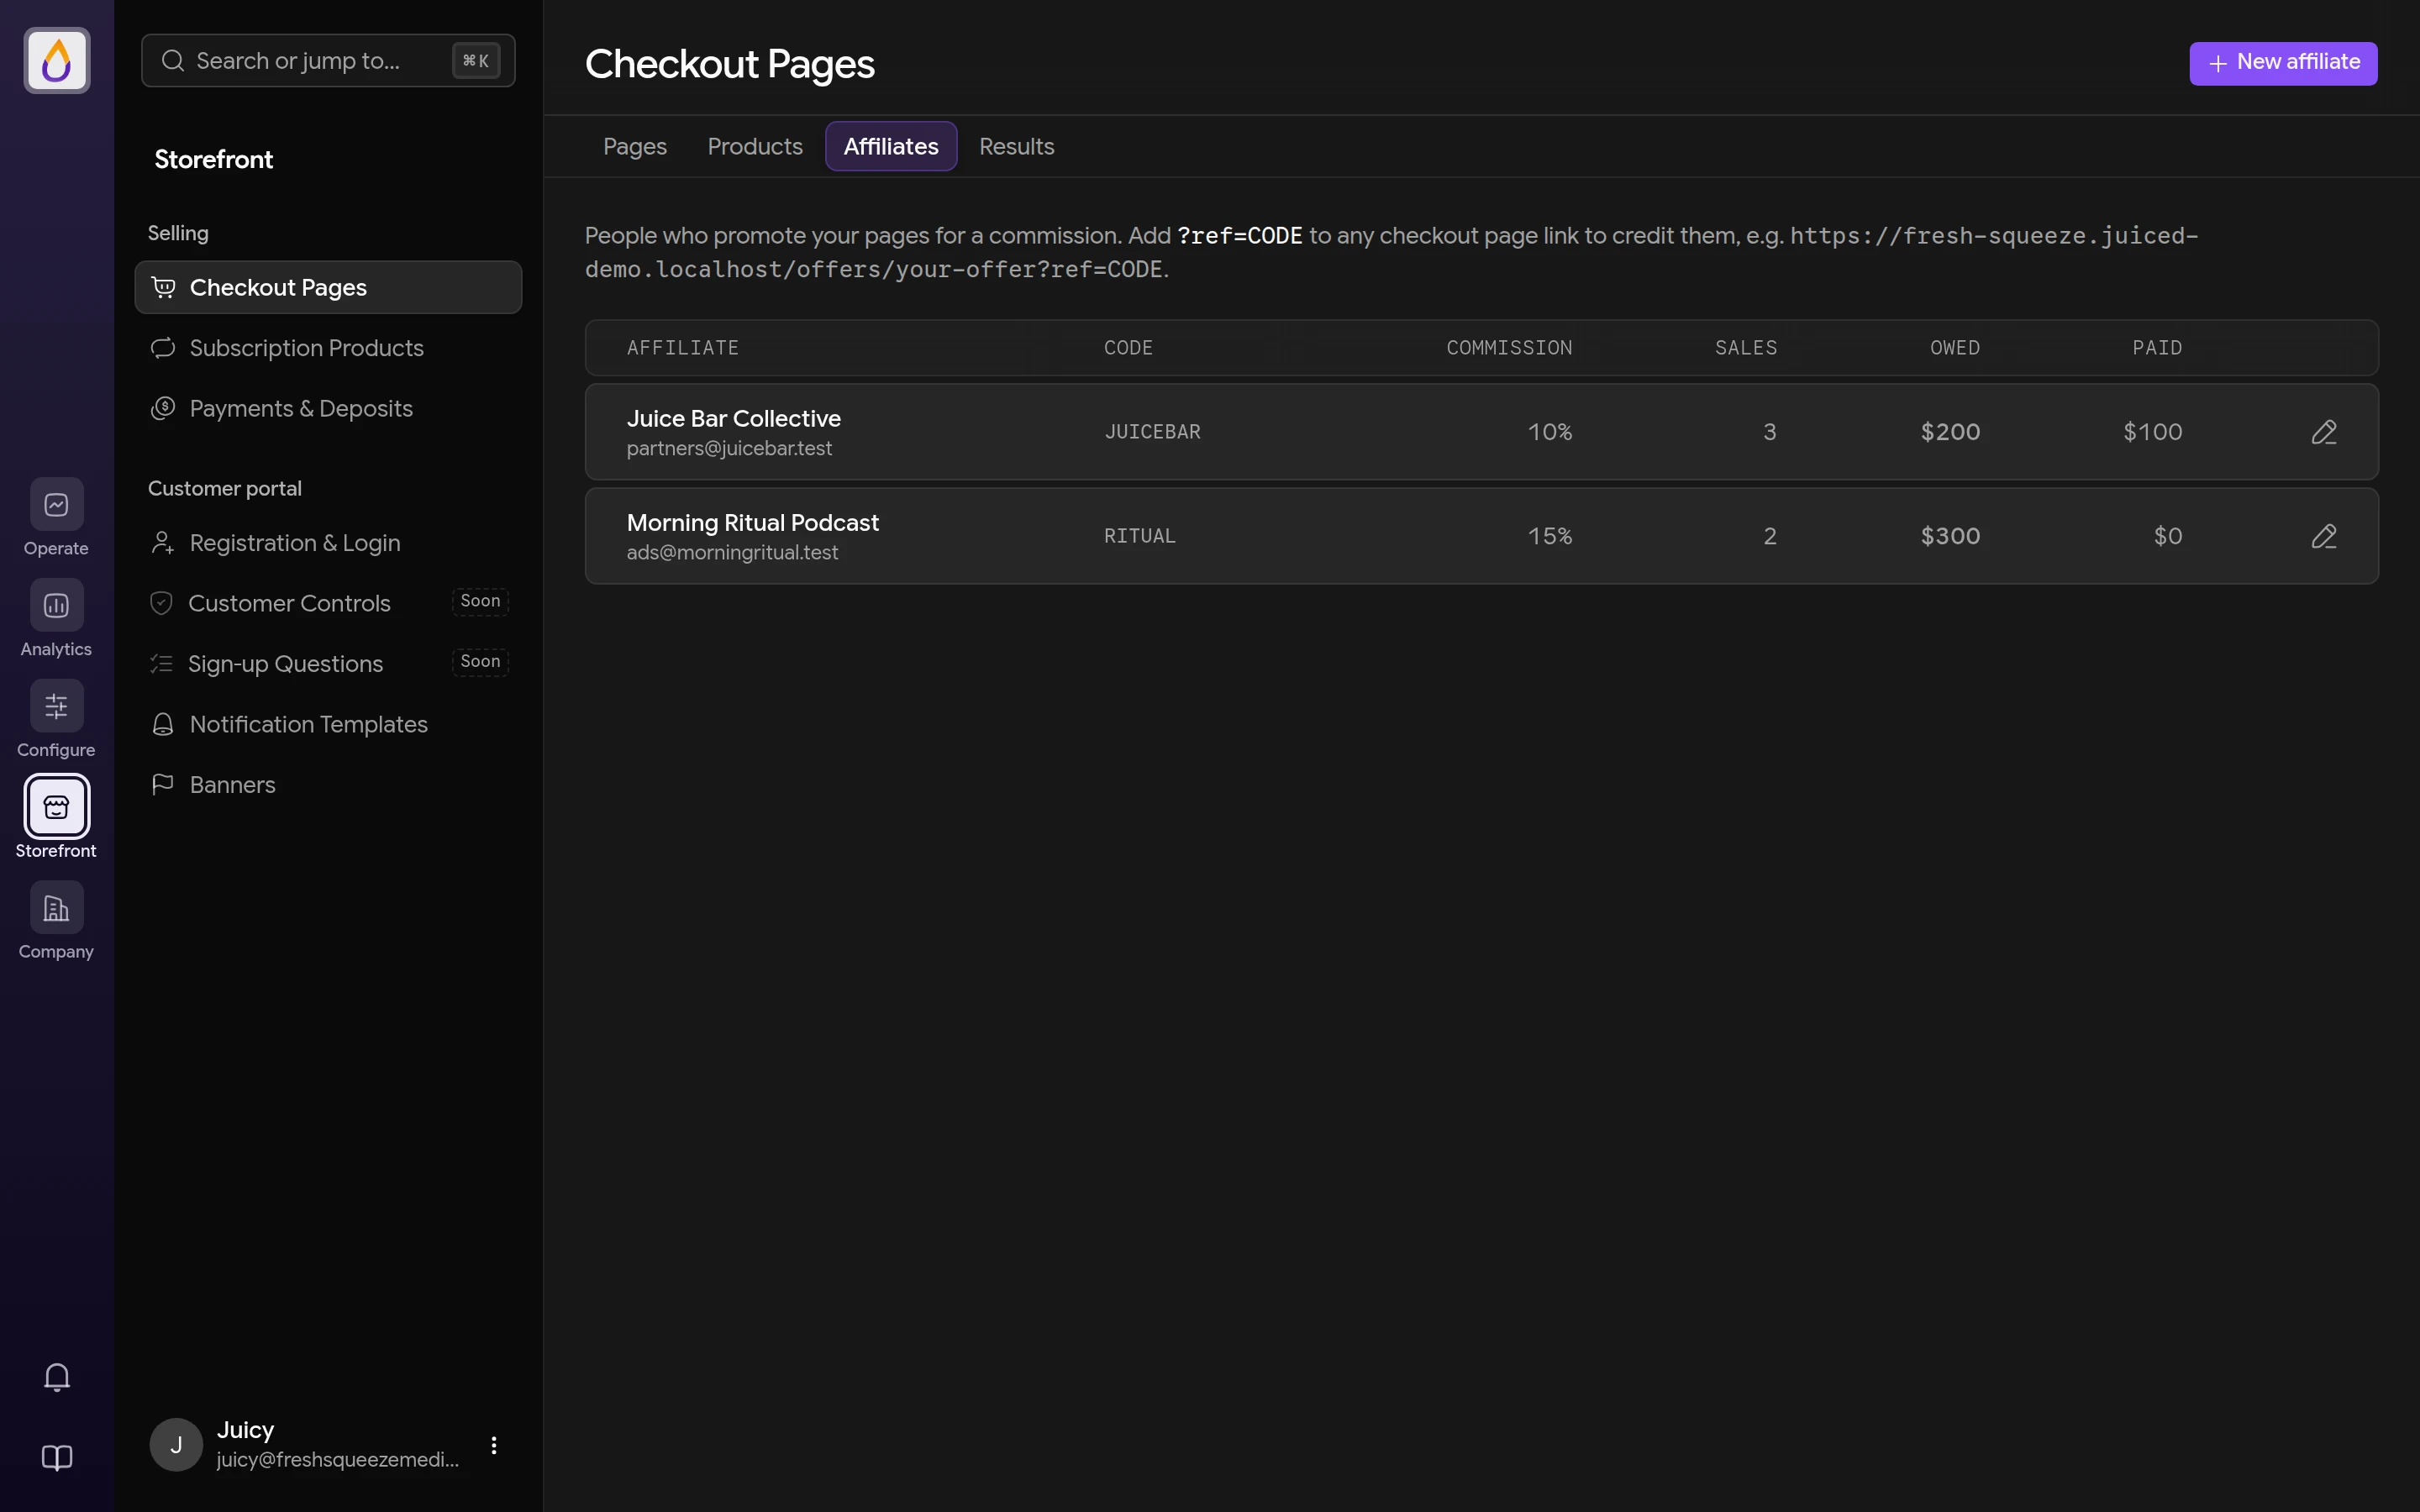 Search or jump to...
⌘K
Storefront
Selling
Checkout Pages
Subscription Products
Payments & Deposits
Customer portal
Registration & Login
Customer Controls
Soon
Sign-up Questions
Soon
Notification Templates
Banners
Operate
Analytics
Configure
Storefront
Company
J
Juicy
juicy@freshsqueezemedi...
Checkout Pages
+ New affiliate
Pages
Products
Affiliates
Results
People who promote your pages for a commission. Add ?ref=CODE to any checkout page link to credit them, e.g. https://fresh-squeeze.juiced-
demo.localhost/offers/your-offer?ref=CODE.
AFFILIATE CODE COMMISSION SALES OWED PAID
Juice Bar Collective
partners@juicebar.test
JUICEBAR 10% 3 $200 $100
Morning Ritual Podcast
ads@morningritual.test
RITUAL 15% 2 $300 $0